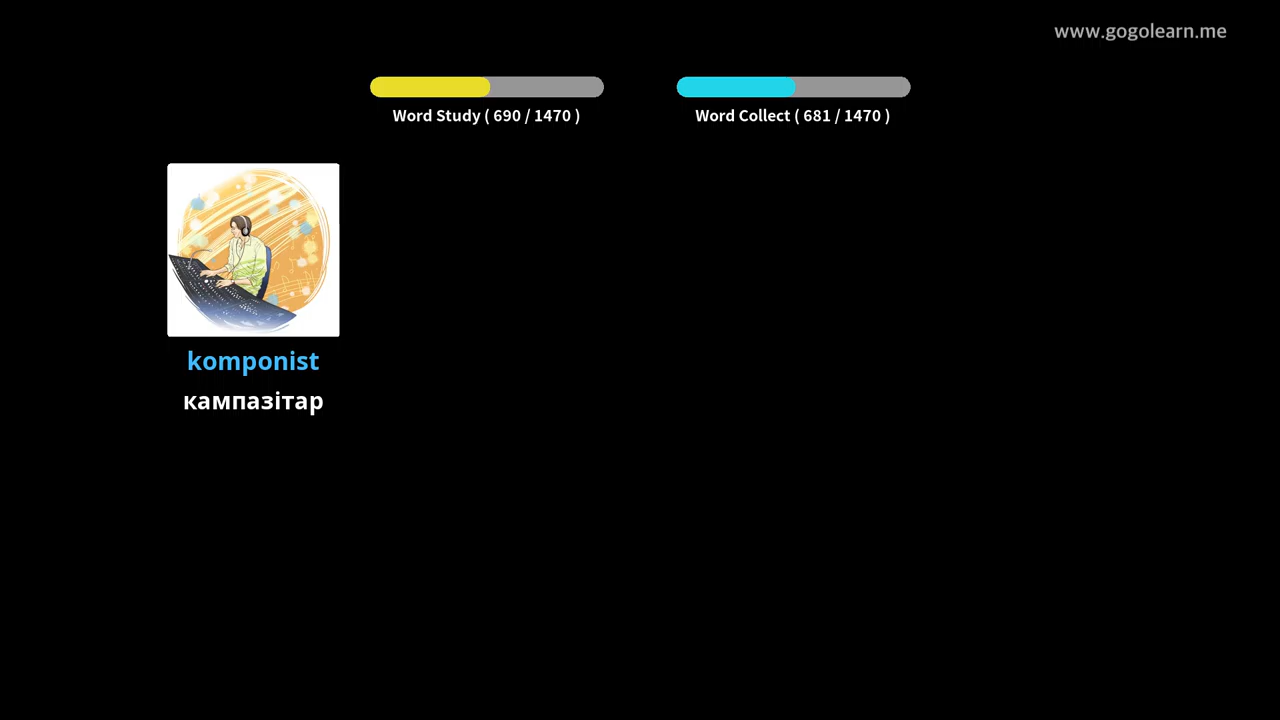 www.gogolearn.me
Word Study ( 690 / 1470 )
Word Collect ( 681 / 1470 )
komponist
кампазітар